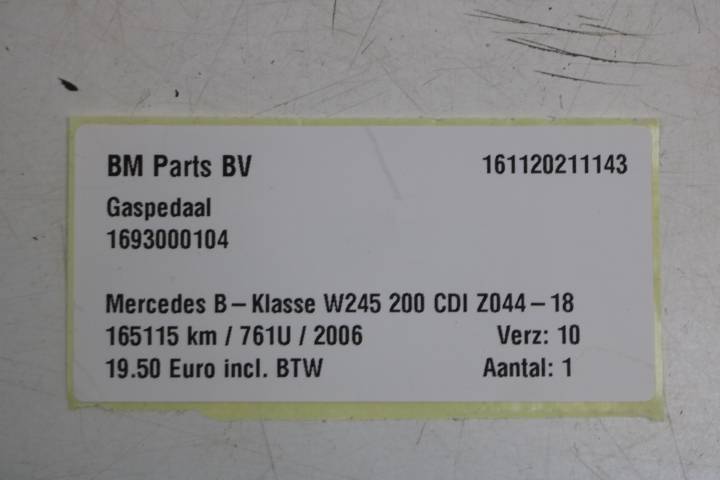 BM Parts BV 161120211143
Gaspedaal
1693000104
Mercedes B-Klasse W245 200 CDI Z044-18
165115 km / 761U / 2006 Verz: 10
19.50 Euro incl. BTW Aantal: 1